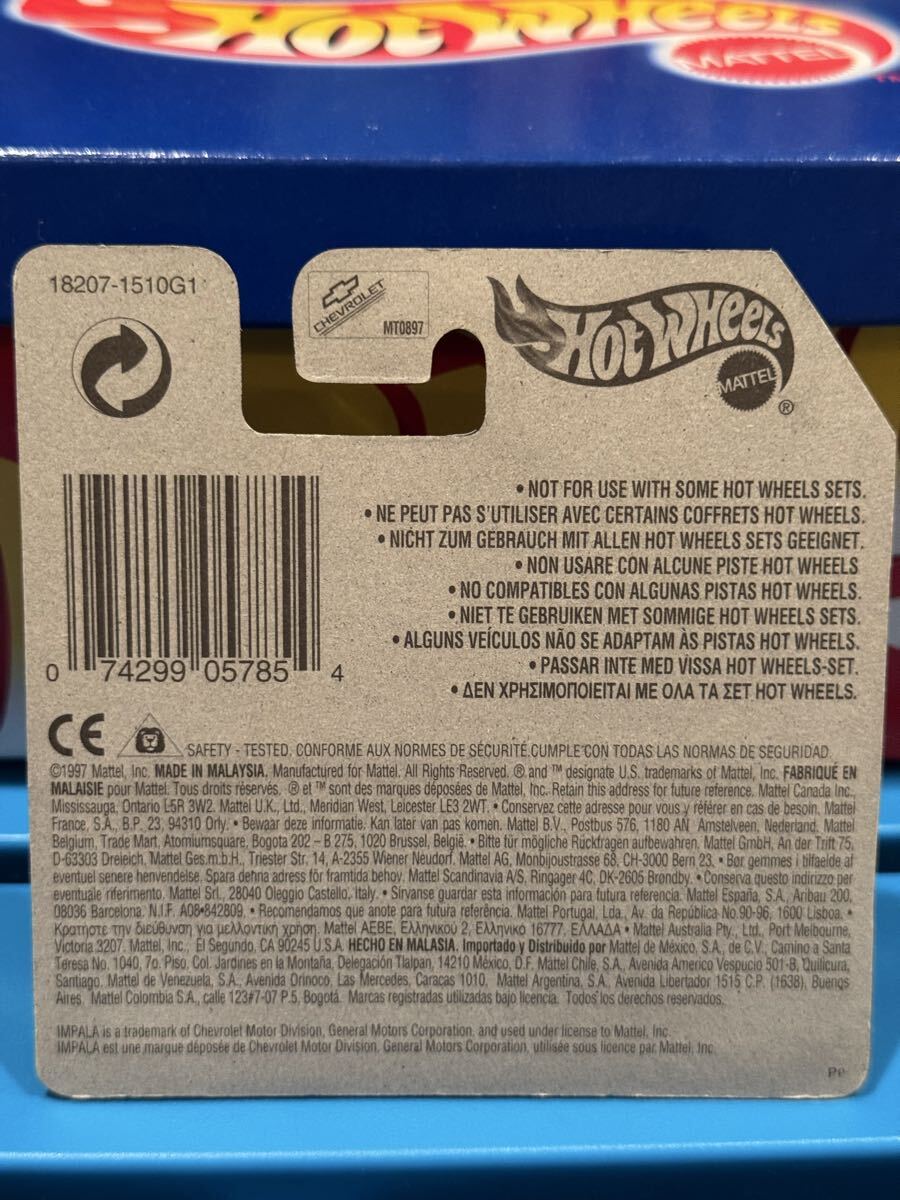 Hot Wheels
MATTEL
18207-1510G1
CHEVROLET
MT0897
Hot Wheels
MATTEL
®
• NOT FOR USE WITH SOME HOT WHEELS SETS.
• NE PEUT PAS S'UTILISER AVEC CERTAINS COFFRETS HOT WHEELS.
• NICHT ZUM GEBRAUCH MIT ALLEN HOT WHEELS SETS GEEIGNET.
• NON USARE CON ALCUNE PISTE HOT WHEELS
• NO COMPATIBLES CON ALGUNAS PISTAS HOT WHEELS.
• NIET TE GEBRUIKEN MET SOMMIGE HOT WHEELS SETS.
• ALGUNS VEÍCULOS NÃO SE ADAPTAM ÀS PISTAS HOT WHEELS.
• PASSAR INTE MED VISSA HOT WHEELS-SET.
• ΔΕΝ ΧΡΗΣΙΜΟΠΟΙΕΙΤΑΙ ΜΕ ΟΛΑ ΤΑ ΣΕΤ HOT WHEELS.
0 74299 05785 4
CE SAFETY - TESTED. CONFORME AUX NORMES DE SÉCURITÉ.CUMPLE CON TODAS LAS NORMAS DE SEGURIDAD.
©1997 Mattel, Inc. MADE IN MALAYSIA. Manufactured for Mattel. All Rights Reserved. ® and ™ designate U.S. trademarks of Mattel, Inc. FABRIQUÉ EN
MALAISIE pour Mattel. Tous droits réservés. ® et ™ sont des marques déposées de Mattel, Inc. Retain this address for future reference. Mattel Canada Inc.,
Mississauga, Ontario L5R 3W2. Mattel U.K., Ltd., Meridian West, Leicester LE3 2WT. • Conservez cette adresse pour vous y référer en cas de besoin. Mattel
France, S.A., B.P. 23, 94310 Orly. • Bewaar deze informatie. Kan later van pas komen. Mattel B.V., Postbus 576, 1180 AN Amstelveen, Nederland. Mattel
Belgium, Trade Mart, Atomiumsquare, Bogota 202 – B 275, 1020 Brussel, België. • Bitte für mögliche Rückfragen aufbewahren. Mattel GmbH, An der Trift 75,
D-63303 Dreieich, Mattel Ges.m.b.H., Triester Str. 14, A-2355 Wiener Neudorf. Mattel AG, Monbijoustrasse 68, CH-3000 Bern 23. • Bør gemmes i tilfaelde af
eventuel senere henvendelse. Spara dehna adress för framtida behov. Mattel Scandinavia A/S, Ringager 4C, DK-2605 Brøndby. • Conserva questo indirizzo per
eventuale riferimento. Mattel Srl., 28040 Oleggio Castello, Italy. • Sírvanse guardar esta información para futura referencia. Mattel España, S.A., Aribau 200,
08036 Barcelona. N.I.F. A08•842809. • Recomendamos que anote para futura referência. Mattel Portugal, Lda., Av. da República No.90-96, 1600 Lisboa. •
Κρατηστε την διεύθυνση για μελλοντική χρηση. Mattel AEBE, Ελληνικού 2, Ελληνικό 16777, ΕΛΛΑΔΑ • Mattel Australia Pty., Ltd., Port Melbourne,
Victoria 3207. Mattel, Inc., El Segundo, CA 90245 U.S.A. HECHO EN MALASIA. Importado y Distribuido por Mattel de México, S.A., de C.V., Camino a Santa
Teresa No. 1040, 7o. Piso, Col. Jardines en la Montaña, Delegación Tlalpan, 14210 México, D.F. Mattel Chile, S.A., Avenida Americo Vespucio 501-B, Quilicura,
Santiago. Mattel de Venezuela, S.A., Avenida Orinoco, Las Mercedes, Caracas 1010. Mattel Argentina, S.A., Avenida Libertador 1515 C.P. (1638), Buenos
Aires. Mattel Colombia S.A., calle 123#7-07 P.5, Bogotá. Marcas registradas utilizadas bajo licencia. Todos los derechos reservados.
IMPALA is a trademark of Chevrolet Motor Division, General Motors Corporation, and used under license to Mattel, Inc.
IMPALA est une marque déposée de Chevrolet Motor Division, General Motors Corporation, utilisée sous licence par Mattel, Inc.